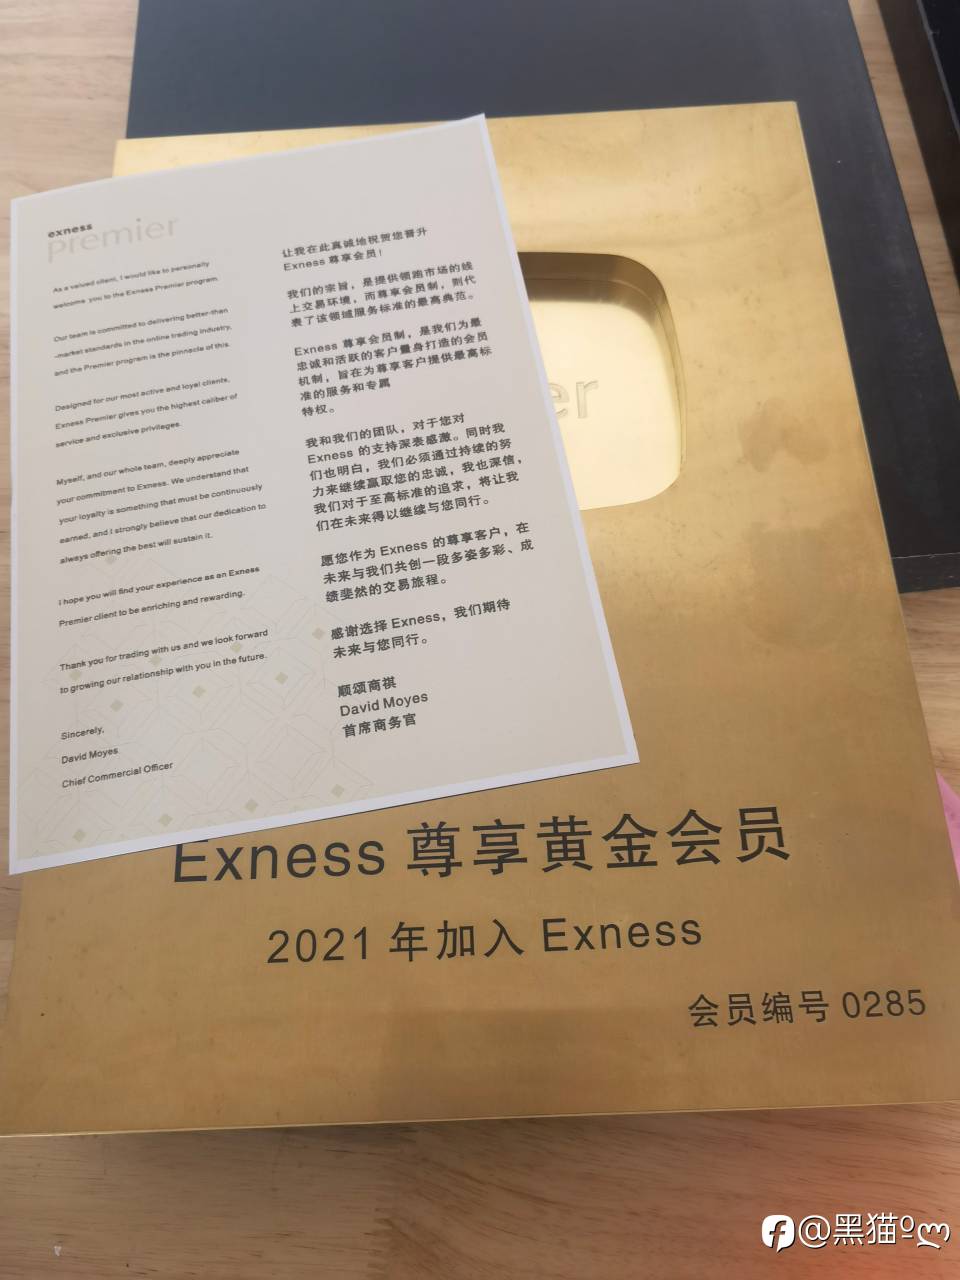 exness
premier
As a valued client, I would like to personally
welcome you to the Exness Premier program.
Our team is committed to delivering better-than
-market standards in the online trading industry,
and the Premier program is the pinnacle of this.
Designed for our most active and loyal clients,
Exness Premier gives you the highest caliber of
service and exclusive privileges.
Myself, and our whole team, deeply appreciate
your commitment to Exness. We understand that
your loyalty is something that must be continuously
earned, and I strongly believe that our dedication to
always offering the best will sustain it.
I hope you will find your experience as an Exness
Premier client to be enriching and rewarding.
Thank you for trading with us and we look forward
to growing our relationship with you in the future.
Sincerely,
David Moyes
Chief Commercial Officer
让我在此真诚地祝贺您晋升
Exness 尊享会员！
我们的宗旨，是提供领跑市场的线
上交易环境，而尊享会员制，则代
表了该领域服务标准的最高典范。
Exness 尊享会员制，是我们为最
忠诚和活跃的客户量身打造的会员
机制，旨在为尊享客户提供最高标
准的服务和专属
特权。
我和我们的团队，对于您对
Exness 的支持深表感激。同时我
们也明白，我们必须通过持续的努
力来继续赢取您的忠诚，我也深信，
我们对于至高标准的追求，将让我
们在未来得以继续与您同行。
愿您作为 Exness 的尊享客户，在
未来与我们共创一段多姿多彩、成
绩斐然的交易旅程。
感谢选择 Exness，我们期待
未来与您同行。
顺颂商祺
David Moyes
首席商务官
er
Exness 尊享黄金会员
2021 年加入 Exness
会员编号 0285
@黑猫ºლ